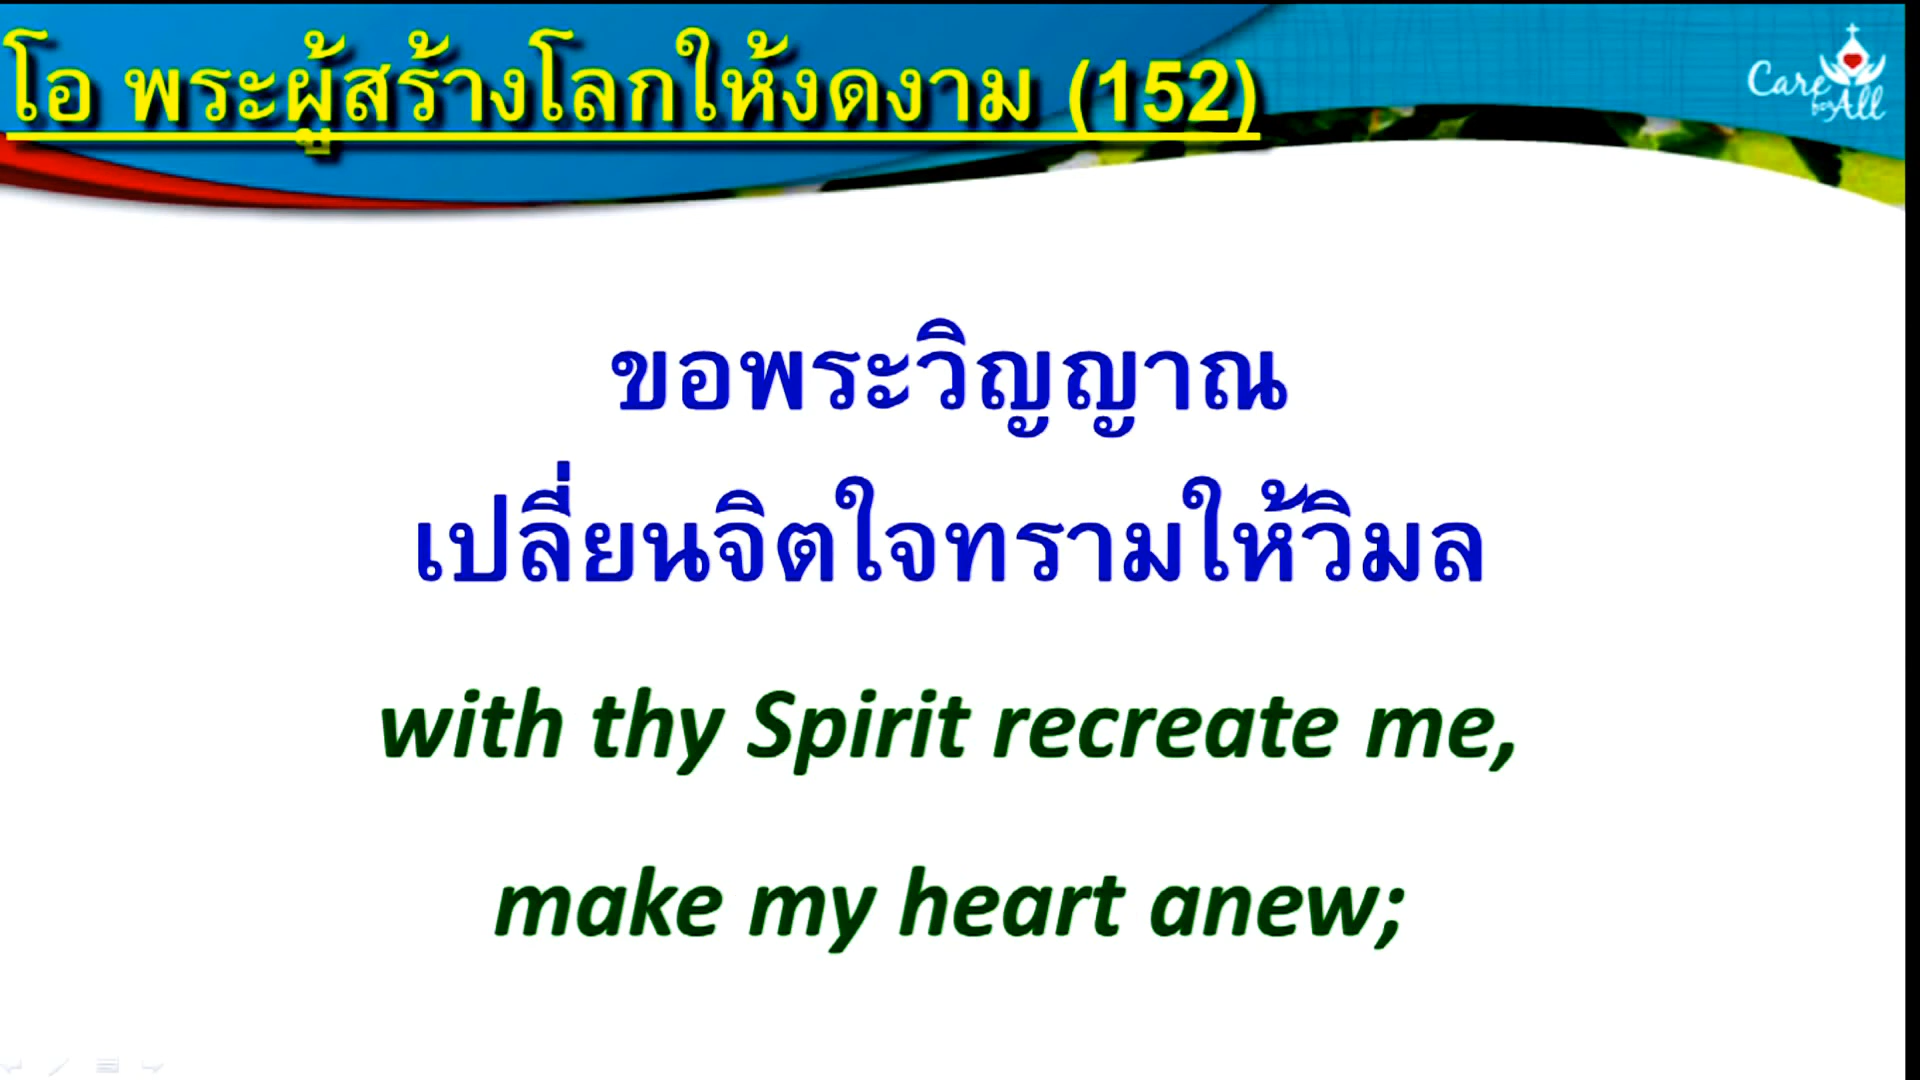 โอ พระผู้สร้างโลกให้งดงาม (152)
Care for All
ขอพระวิญญาณ
เปลี่ยนจิตใจทรามให้วิมล
with thy Spirit recreate me,
make my heart anew;